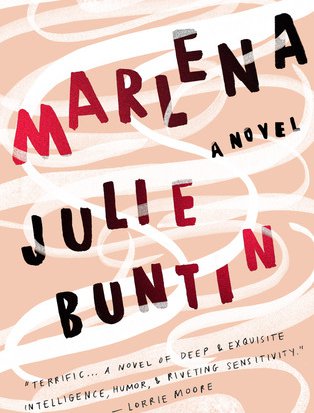 MARLENA
A NOVEL
JULIE
BUNTIN
"TERRIFIC... A NOVEL OF DEEP & EXQUISITE
INTELLIGENCE, HUMOR, & RIVETING SENSITIVITY."
— LORRIE MOORE